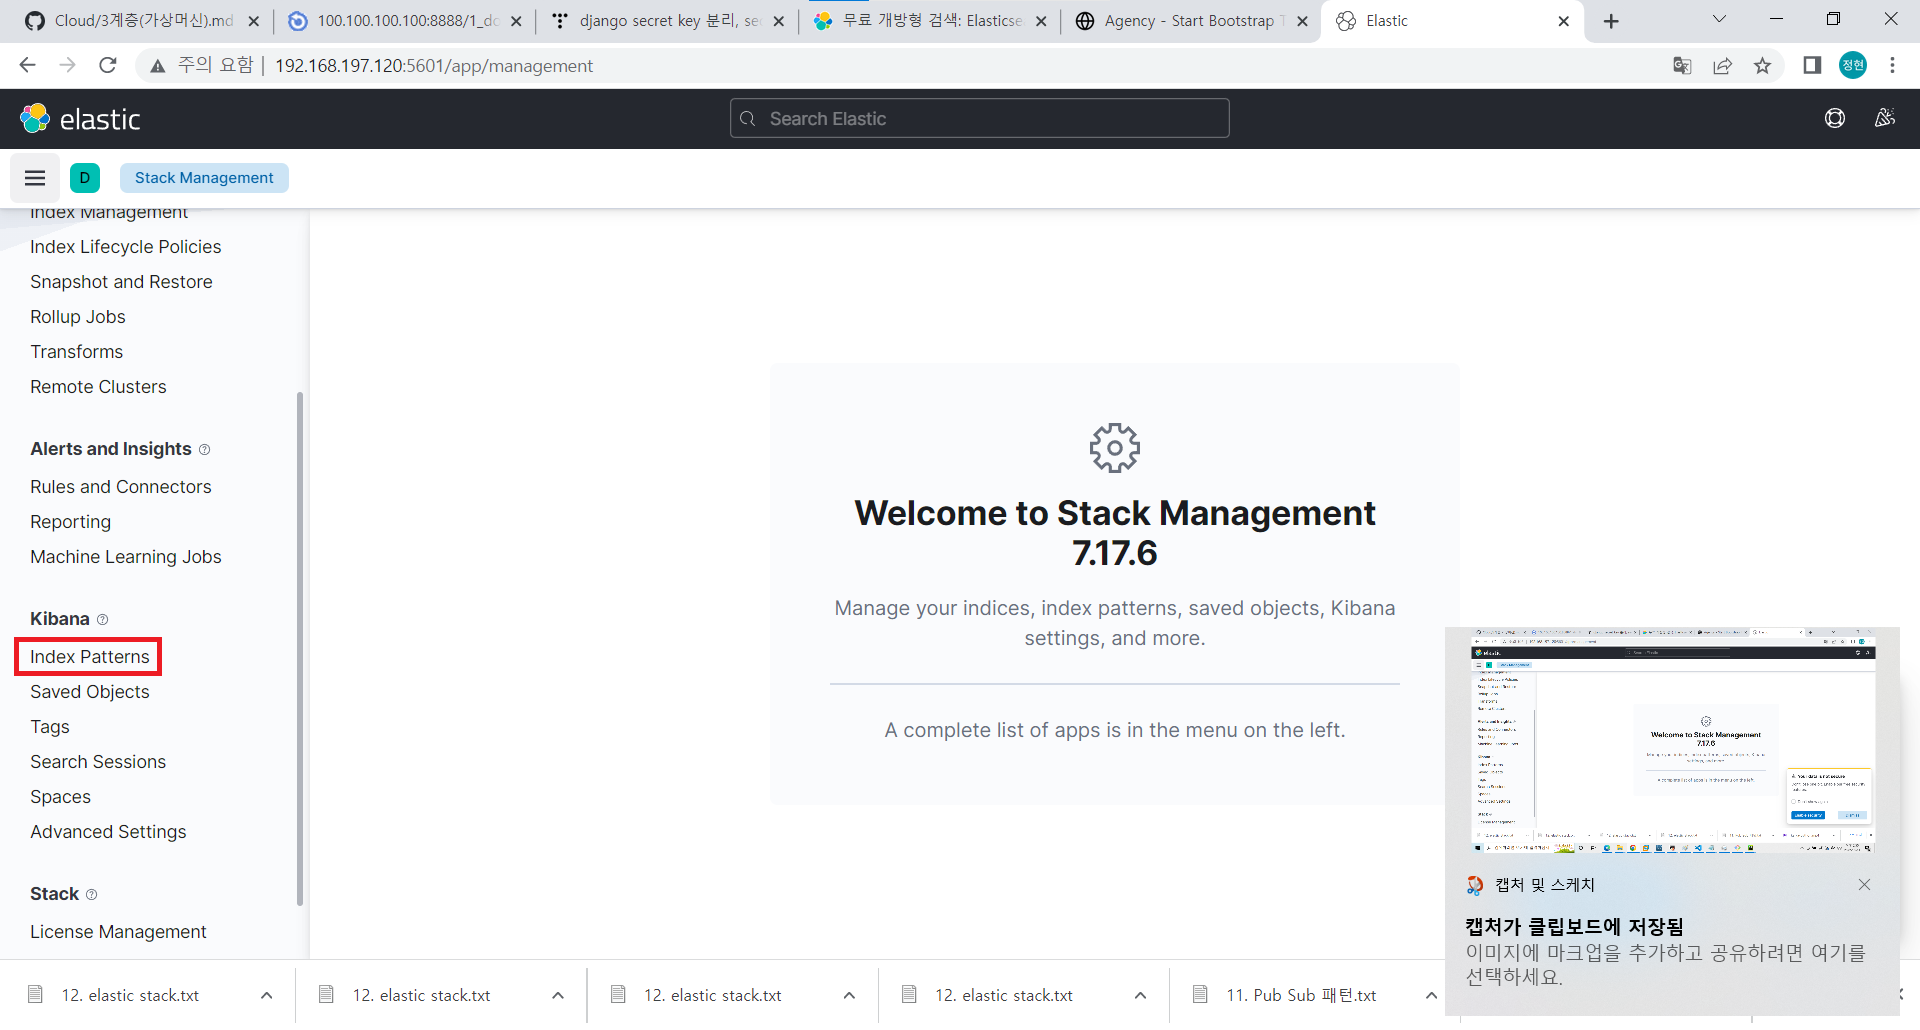 Cloud/3계층(가상머신).md
100.100.100.100:8888/1_dc
django secret key 분리, se
무료 개방형 검색: Elasticse
Agency - Start Bootstrap T
Elastic
주의 요함
192.168.197.120:5601/app/management
정현
elastic
Search Elastic
D
Stack Management
Index Management
Index Lifecycle Policies
Snapshot and Restore
Rollup Jobs
Transforms
Remote Clusters
Alerts and Insights
Rules and Connectors
Reporting
Machine Learning Jobs
Kibana
Index Patterns
Saved Objects
Tags
Search Sessions
Spaces
Advanced Settings
Stack
License Management
Welcome to Stack Management
7.17.6
Manage your indices, index patterns, saved objects, Kibana
settings, and more.
A complete list of apps is in the menu on the left.
Welcome to Stack Management
7.17.6
캡처 및 스케치
캡처가 클립보드에 저장됨
이미지에 마크업을 추가하고 공유하려면 여기를
선택하세요.
12. elastic stack.txt
12. elastic stack.txt
12. elastic stack.txt
12. elastic stack.txt
11. Pub Sub 패턴.txt